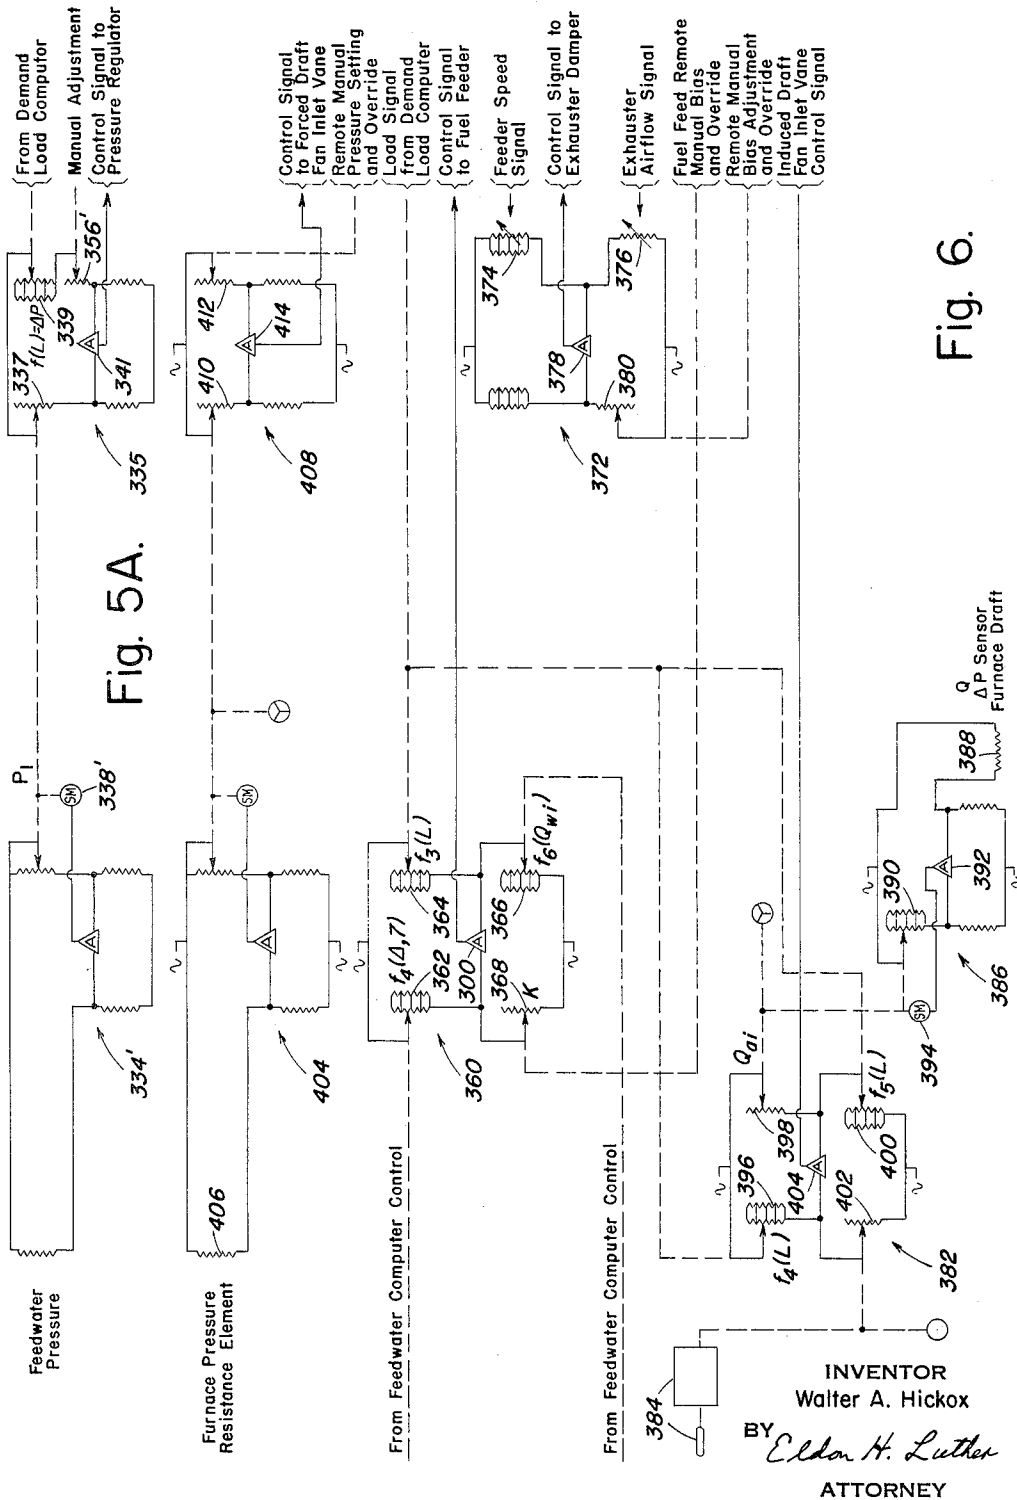 Fig. 5A.
Feedwater
Pressure
334'
P1
SM
338'
A
337
335
f(L)=ΔP
339
341
A
356'
From Demand
Load Computor
Manual Adjustment
Control Signal to
Pressure Regulator
Furnace Pressure
Resistance Element
406
404
A
SM
410
408
412
414
A
Control Signal
to Forced Draft
Fan Inlet Vane
Remote Manual
Pressure Setting
and Override
Load Signal
from Demand
Load Computer
Control Signal
to Fuel Feeder
From Feedwater Computer Control
f4(Δ,7)
362
f3(L)
364
300
A
368
K
366
f6(Qwi')
360
374
378
A
376
380
372
Feeder Speed
Signal
Control Signal to
Exhauster Damper
Exhauster
Airflow Signal
Fuel Feed Remote
Manual Bias
and Override
Remote Manual
Bias Adjustment
and Override
Induced Draft
Fan Inlet Vane
Control Signal
From Feedwater Computer Control
384
f4(L)
396
Qai
398
404
A
402
400
f5(L)
382
390
392
A
386
388
SM
394
Q
ΔP Sensor
Furnace Draft
Fig. 6.
INVENTOR
Walter A. Hickox
BY
Eldon H. Luther
ATTORNEY